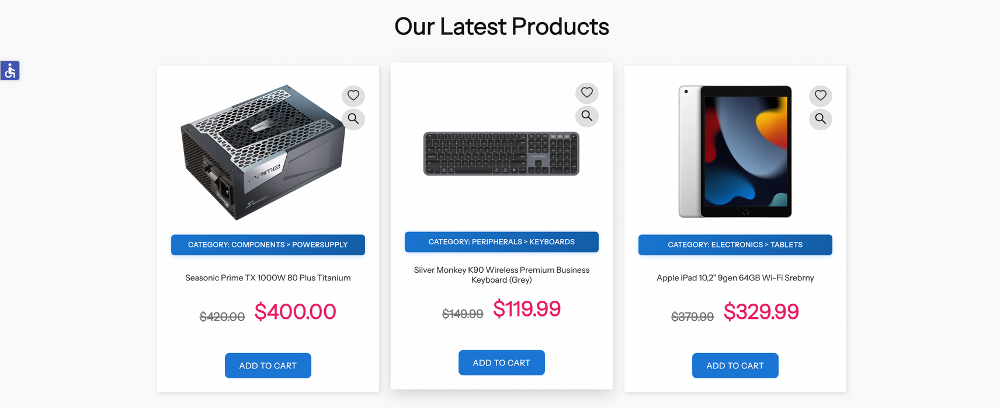 Our Latest Products
PRIME
PRIME
Seasonic
CATEGORY: COMPONENTS > POWERSUPPLY
Seasonic Prime TX 1000W 80 Plus Titanium
$420.00 $400.00
ADD TO CART
CATEGORY: PERIPHERALS > KEYBOARDS
Silver Monkey K90 Wireless Premium Business
Keyboard (Grey)
$149.99 $119.99
ADD TO CART
CATEGORY: ELECTRONICS > TABLETS
Apple iPad 10,2" 9gen 64GB Wi-Fi Srebrny
$379.99 $329.99
ADD TO CART